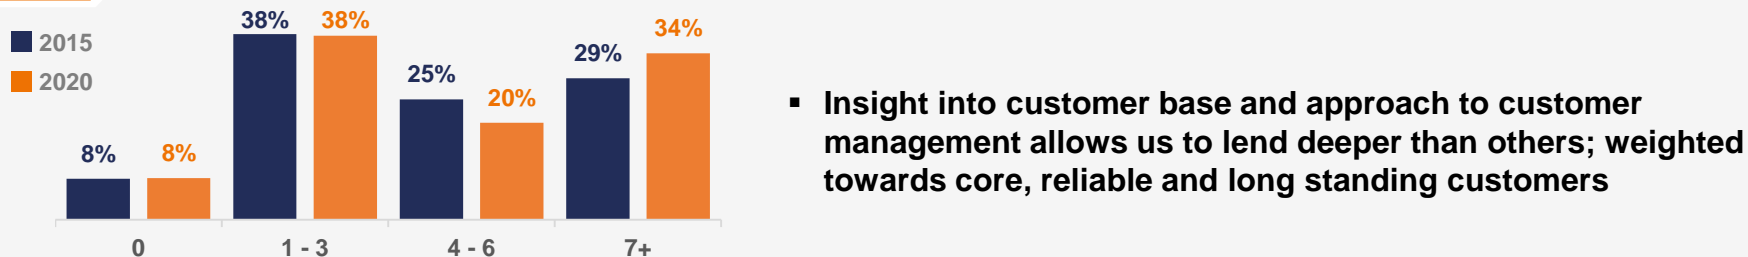 2015
2020
38% 38%
34%
29%
25%
20%
8% 8%
0 1 - 3 4 - 6 7+
▪ Insight into customer base and approach to customer
management allows us to lend deeper than others; weighted
towards core, reliable and long standing customers